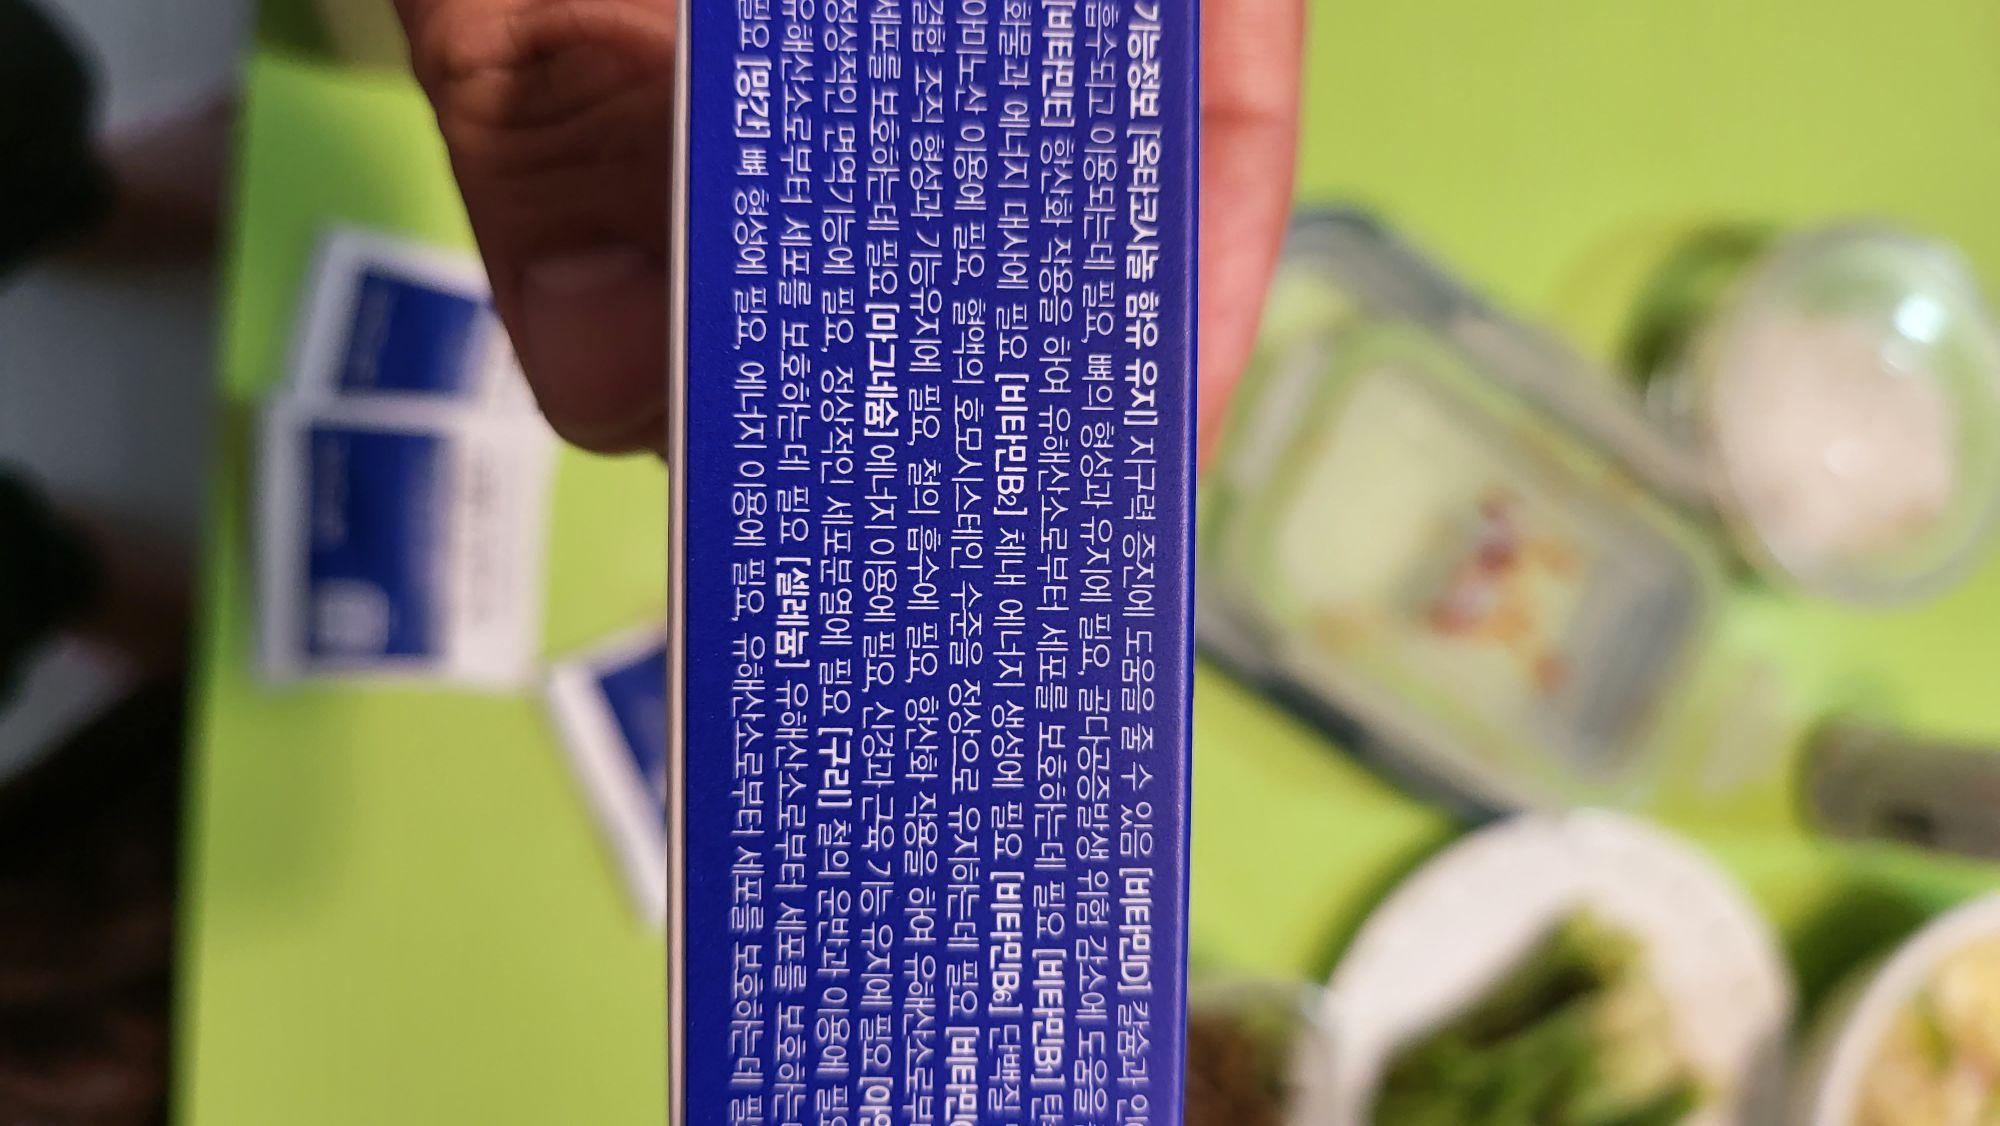 기능정보 [옥타코사놀 함유 유지] 지구력 증진에 도움을 줄 수 있음 [비타민D] 칼슘과 인이
흡수되고 이용되는데 필요, 뼈의 형성과 유지에 필요, 골다공증발생 위험 감소에 도움을
[비타민E] 항산화 작용을 하여 유해산소로부터 세포를 보호하는데 필요 [비타민B1] 탄
화물과 에너지 대사에 필요 [비타민B2] 체내 에너지 생성에 필요 [비타민B6] 단백질
아미노산 이용에 필요, 혈액의 호모시스테인 수준을 정상으로 유지하는데 필요 [비타민C]
결합 조직 형성과 기능유지에 필요, 철의 흡수에 필요, 항산화 작용을 하여 유해산소로부
세포를 보호하는데 필요 [마그네슘] 에너지 이용에 필요, 신경과 근육 기능 유지에 필요 [아연]
정상적인 면역기능에 필요, 정상적인 세포분열에 필요 [구리] 철의 운반과 이용에 필요
유해산소로부터 세포를 보호하는데 필요 [셀레늄] 유해산소로부터 세포를 보호하는
필요 [망간] 뼈 형성에 필요, 에너지 이용에 필요, 유해산소로부터 세포를 보호하는데 필